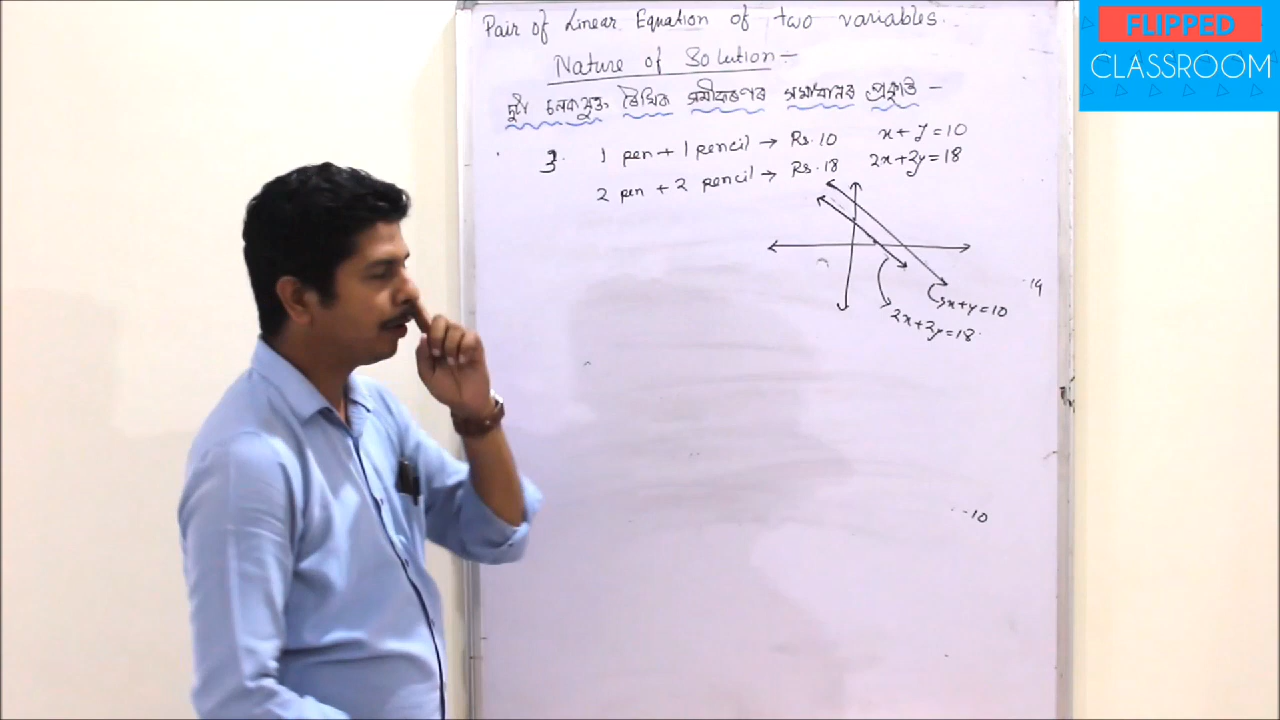 FLIPPED
CLASSROOM
Pair of Linear Equation of two variables.
Nature of Solution:-
দুই চলকযুক্ত ৰৈখিক সমীকৰণৰ সমাধানৰ প্ৰকৃতি -
3. 1 pen + 1 pencil → Rs. 10 x + y = 10
2 pen + 2 pencil → Rs. 18 2x + 2y = 18
x + y = 10
2x + 2y = 18
-10